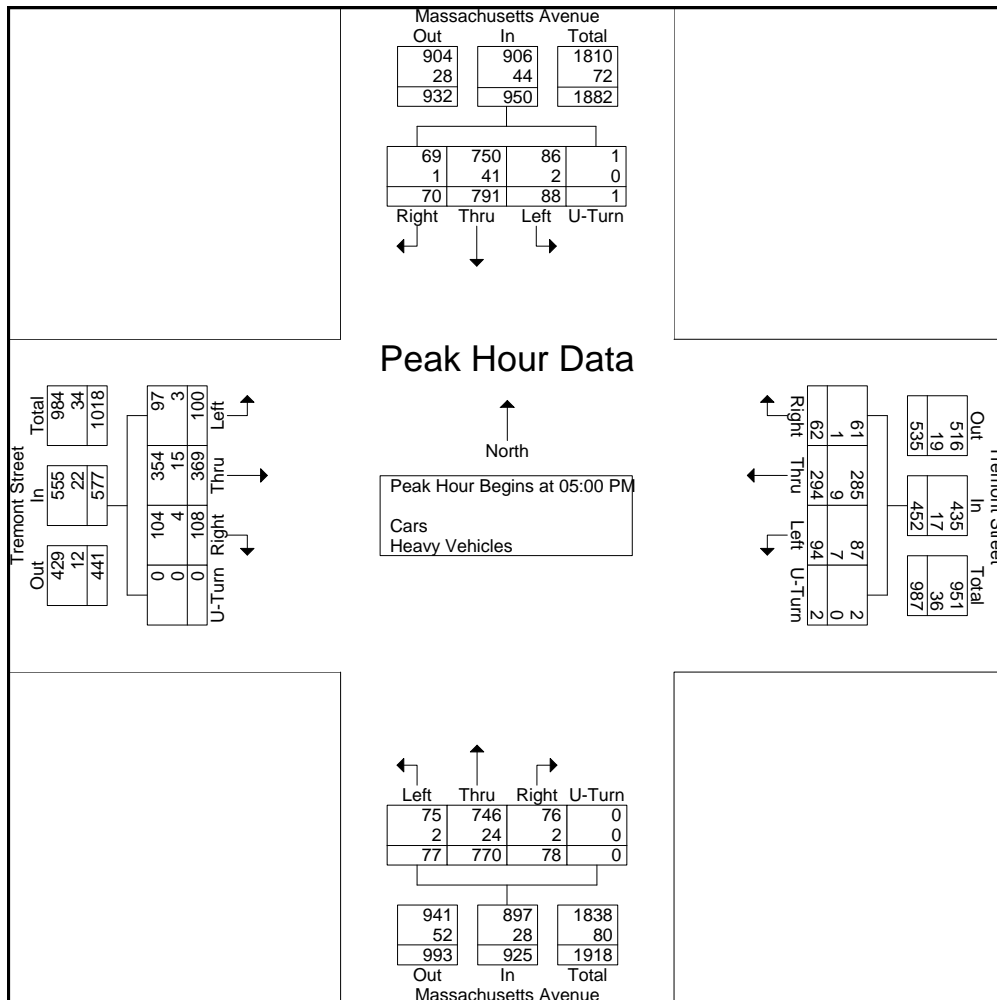 Massachusetts Avenue
Out In Total
904 906 1810
28 44 72
932 950 1882
69 750 86 1
1 41 2 0
70 791 88 1
Right Thru Left U-Turn
Peak Hour Data
North
Peak Hour Begins at 05:00 PM
Cars
Heavy Vehicles
Tremont Street
Out In Total
429 555 984
12 22 34
441 577 1018
0 104 354 97
0 4 15 3
0 108 369 100
U-Turn Right Thru Left
Tremont Street
Out In Total
516 435 951
19 17 36
535 452 987
61 285 87 2
1 9 7 0
62 294 94 2
Right Thru Left U-Turn
Left Thru Right U-Turn
75 746 76 0
2 24 2 0
77 770 78 0
941 897 1838
52 28 80
993 925 1918
Out In Total
Massachusetts Avenue